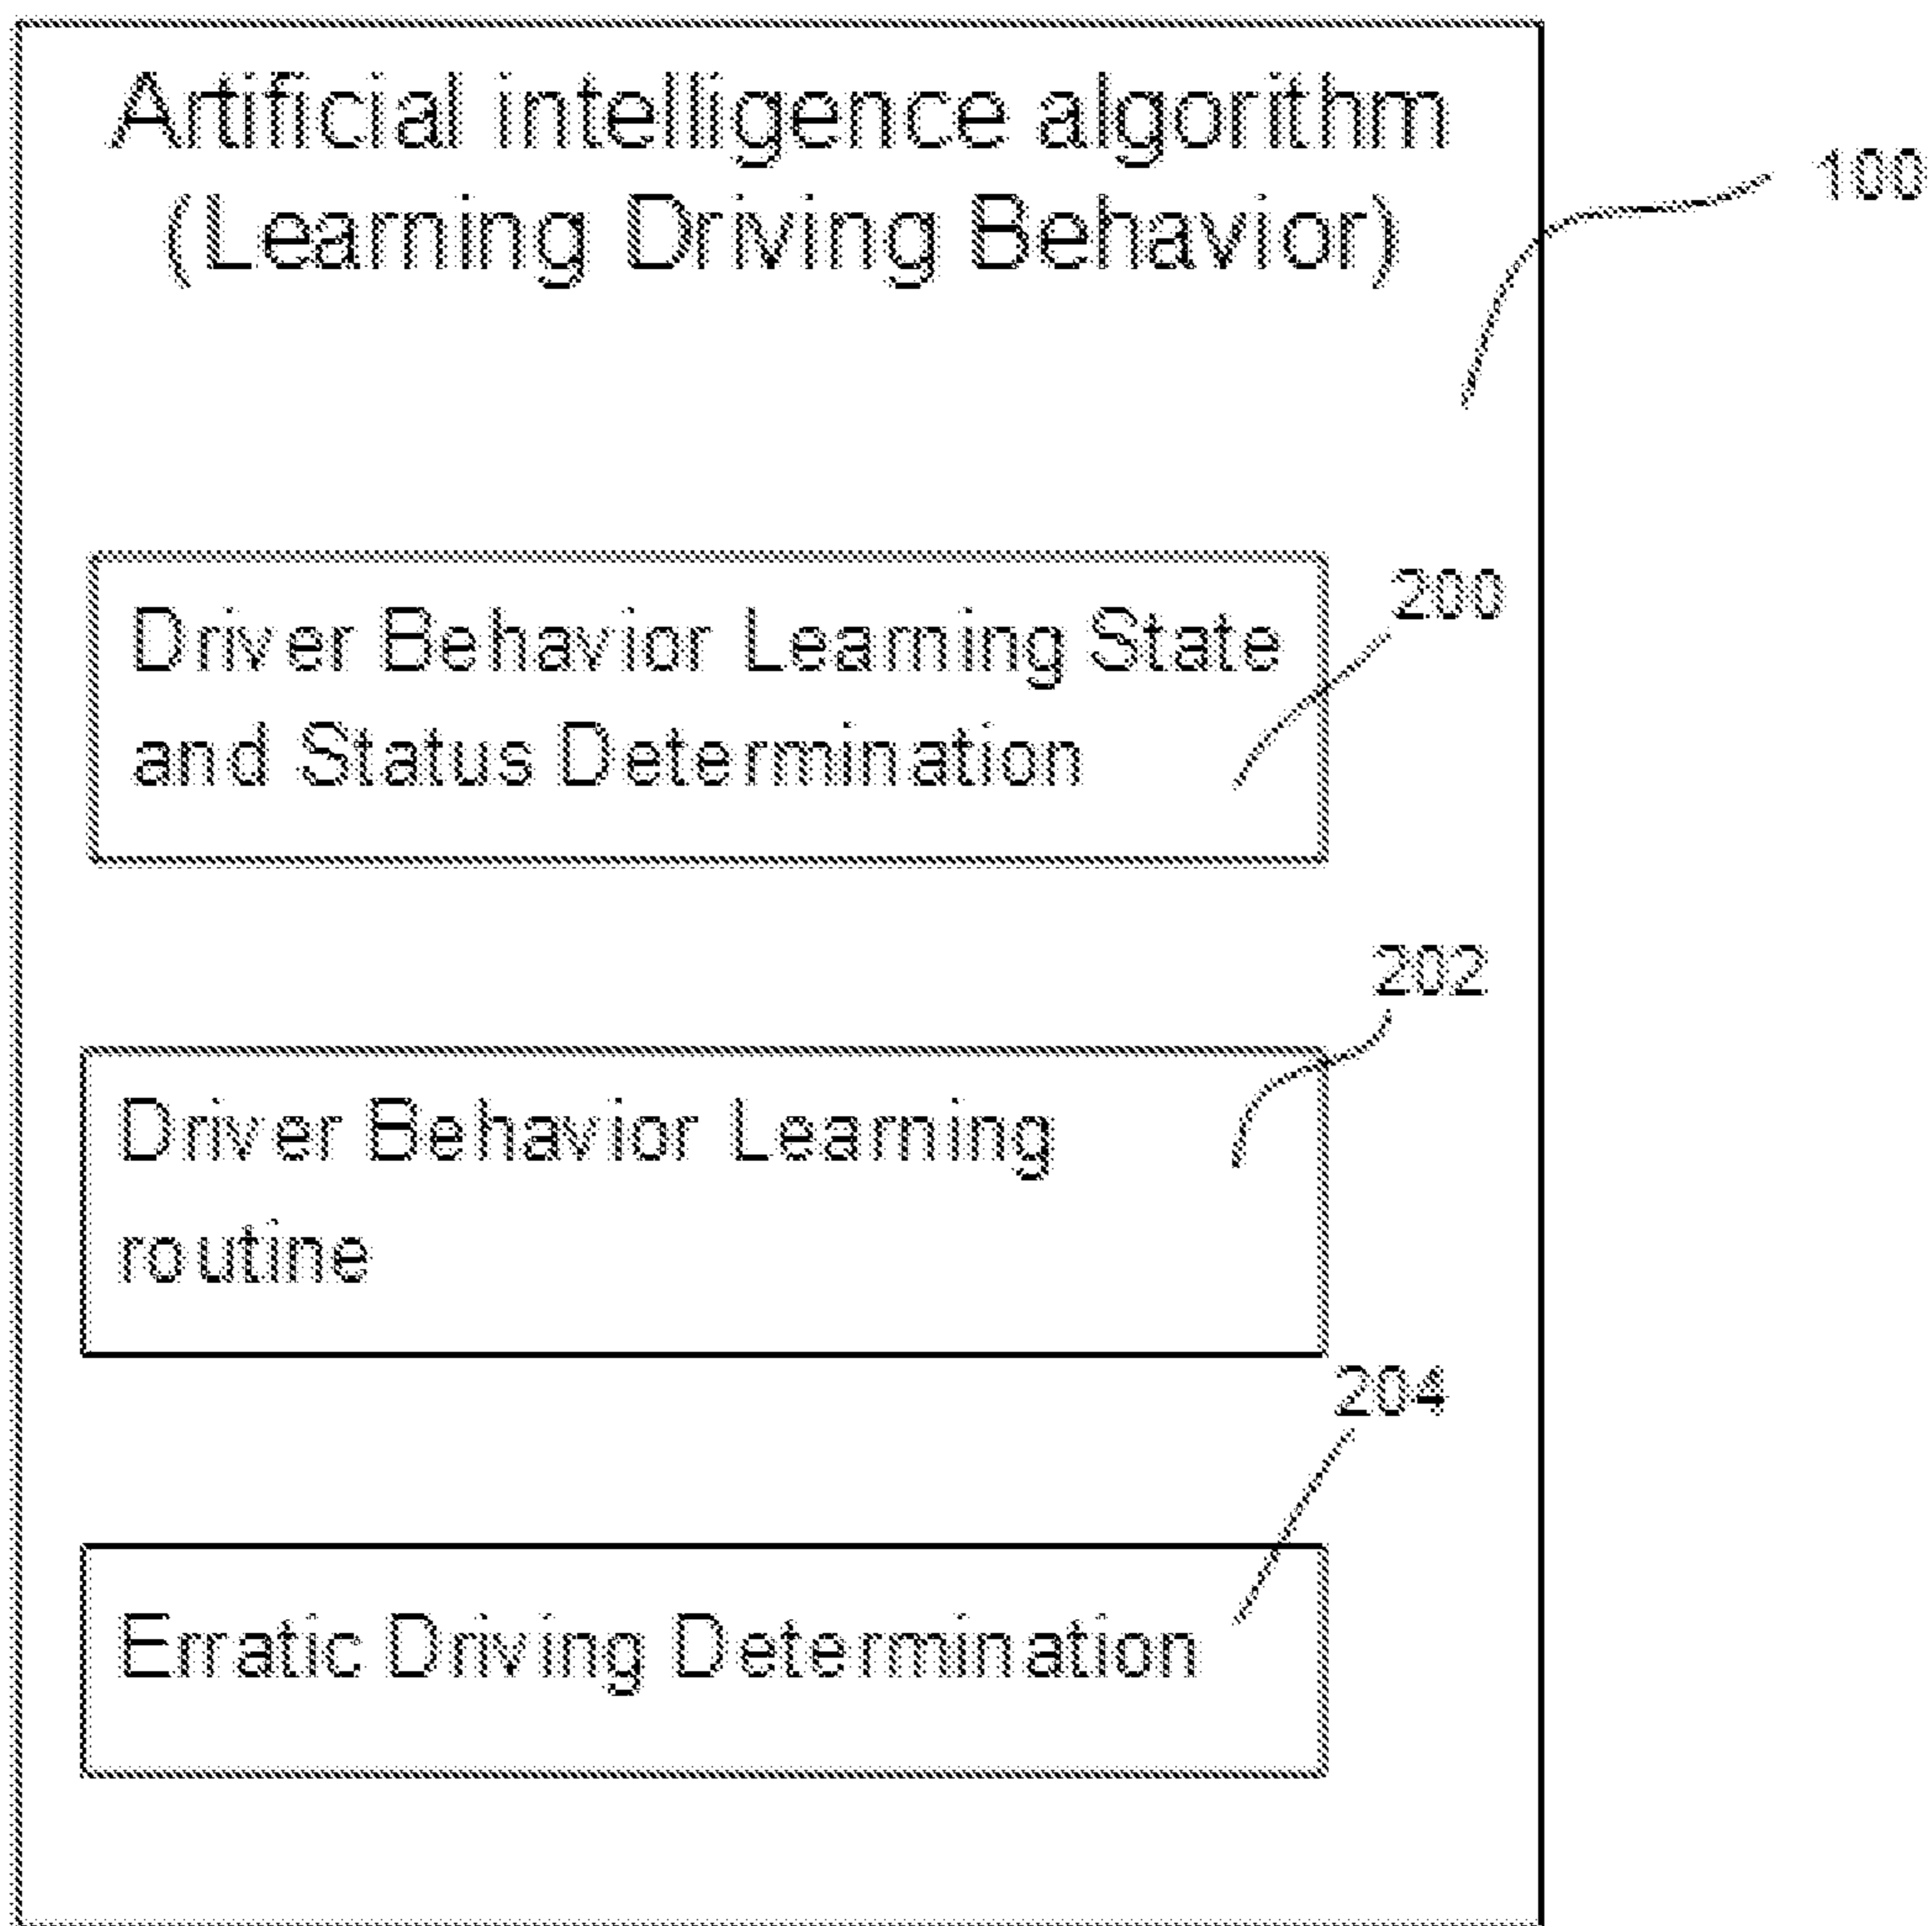 Artificial intelligence algorithm
(Learning Driving Behavior)
100
Driver Behavior Learning State
and Status Determination
200
202
Driver Behavior Learning
routine
204
Erratic Driving Determination